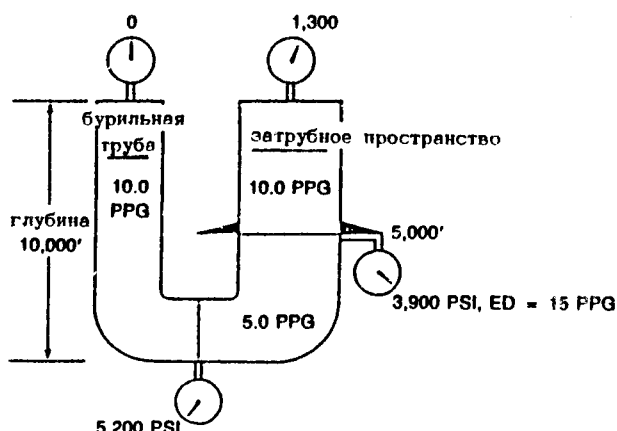 0
1,300
бурильная
труба
затрубное пространство
10.0
PPG
10.0 PPG
глубина
10,000'
5,000'
3,900 PSI, ED = 15 PPG
5.0 PPG
5,200 PSI